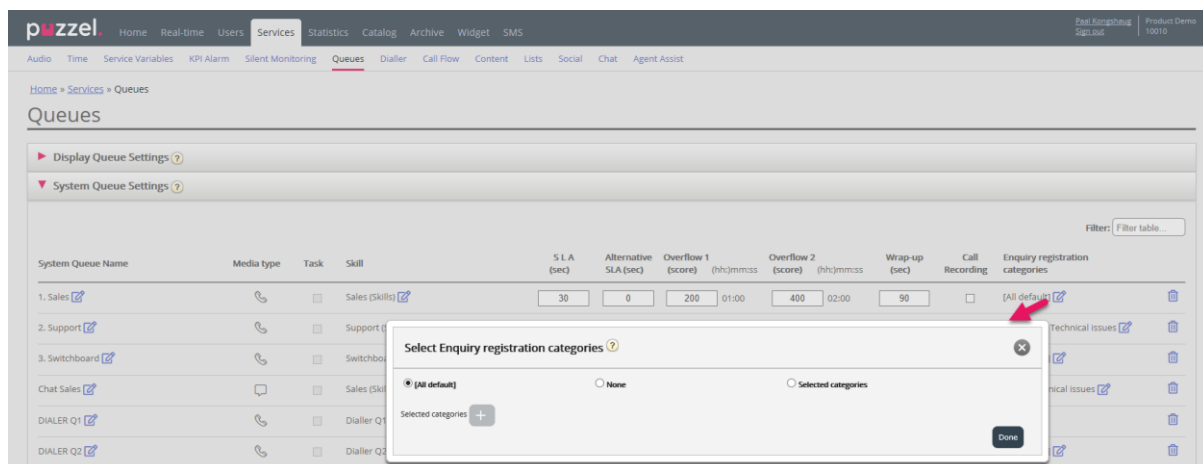 puzzel. Home Real-time Users Services Statistics Catalog Archive Widget SMS Paal Kongshaug Product Demo
Sign out 10010
Audio Time Service Variables KPI Alarm Silent Monitoring Queues Dialler Call Flow Content Lists Social Chat Agent Assist
Home » Services » Queues
Queues
Display Queue Settings ?
System Queue Settings ?
Filter: Filter table...
System Queue Name Media type Task Skill SLA (sec) Alternative SLA (sec) Overflow 1 (score) (hh:)mm:ss Overflow 2 (score) (hh:)mm:ss Wrap-up (sec) Call Recording Enquiry registration categories
1. Sales Sales (Skills) 30 0 200 01:00 400 02:00 90 [All default]
2. Support Support ( Technical issues
3. Switchboard Switchboa
Chat Sales Sales (Skil nical issues
DIALER Q1 Dialler Q1
DIALER Q2 Dialler Q2
Select Enquiry registration categories ?
[All default] None Selected categories
Selected categories +
Done